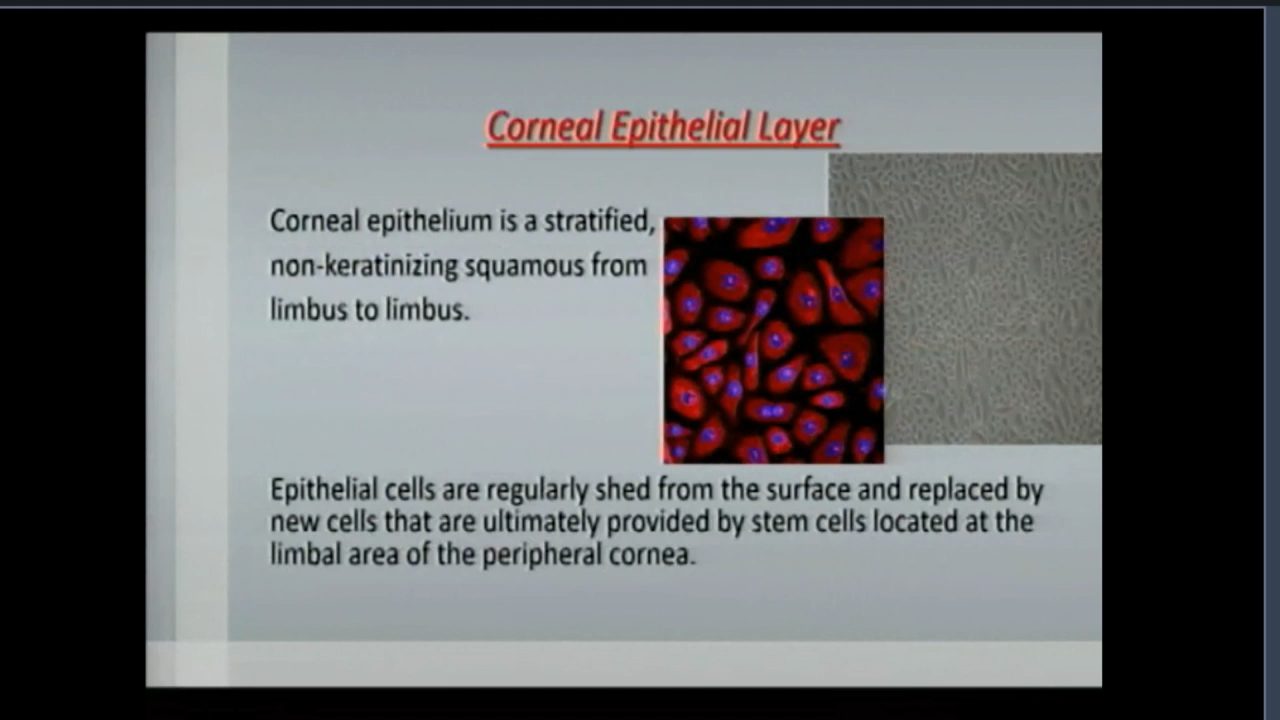 Corneal Epithelial Layer
Corneal epithelium is a stratified,
non-keratinizing squamous from
limbus to limbus.
Epithelial cells are regularly shed from the surface and replaced by
new cells that are ultimately provided by stem cells located at the
limbal area of the peripheral cornea.